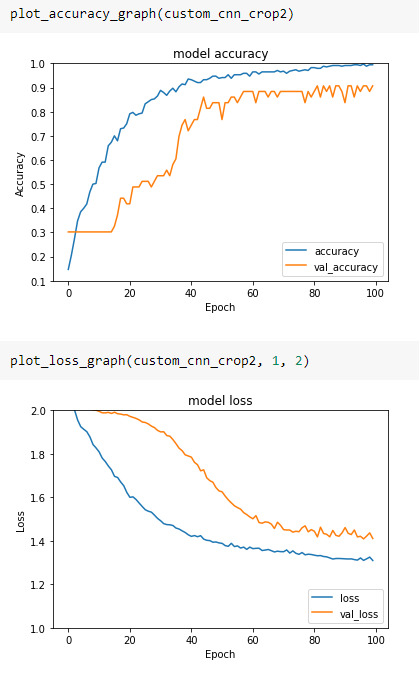 plot_accuracy_graph(custom_cnn_crop2)
model accuracy
1.0
0.9
0.8
0.7
0.6
0.5
0.4
0.3
0.2
0.1
Accuracy
accuracy
val_accuracy
0 20 40 60 80 100
Epoch
plot_loss_graph(custom_cnn_crop2, 1, 2)
model loss
2.0
1.8
1.6
1.4
1.2
1.0
Loss
loss
val_loss
0 20 40 60 80 100
Epoch